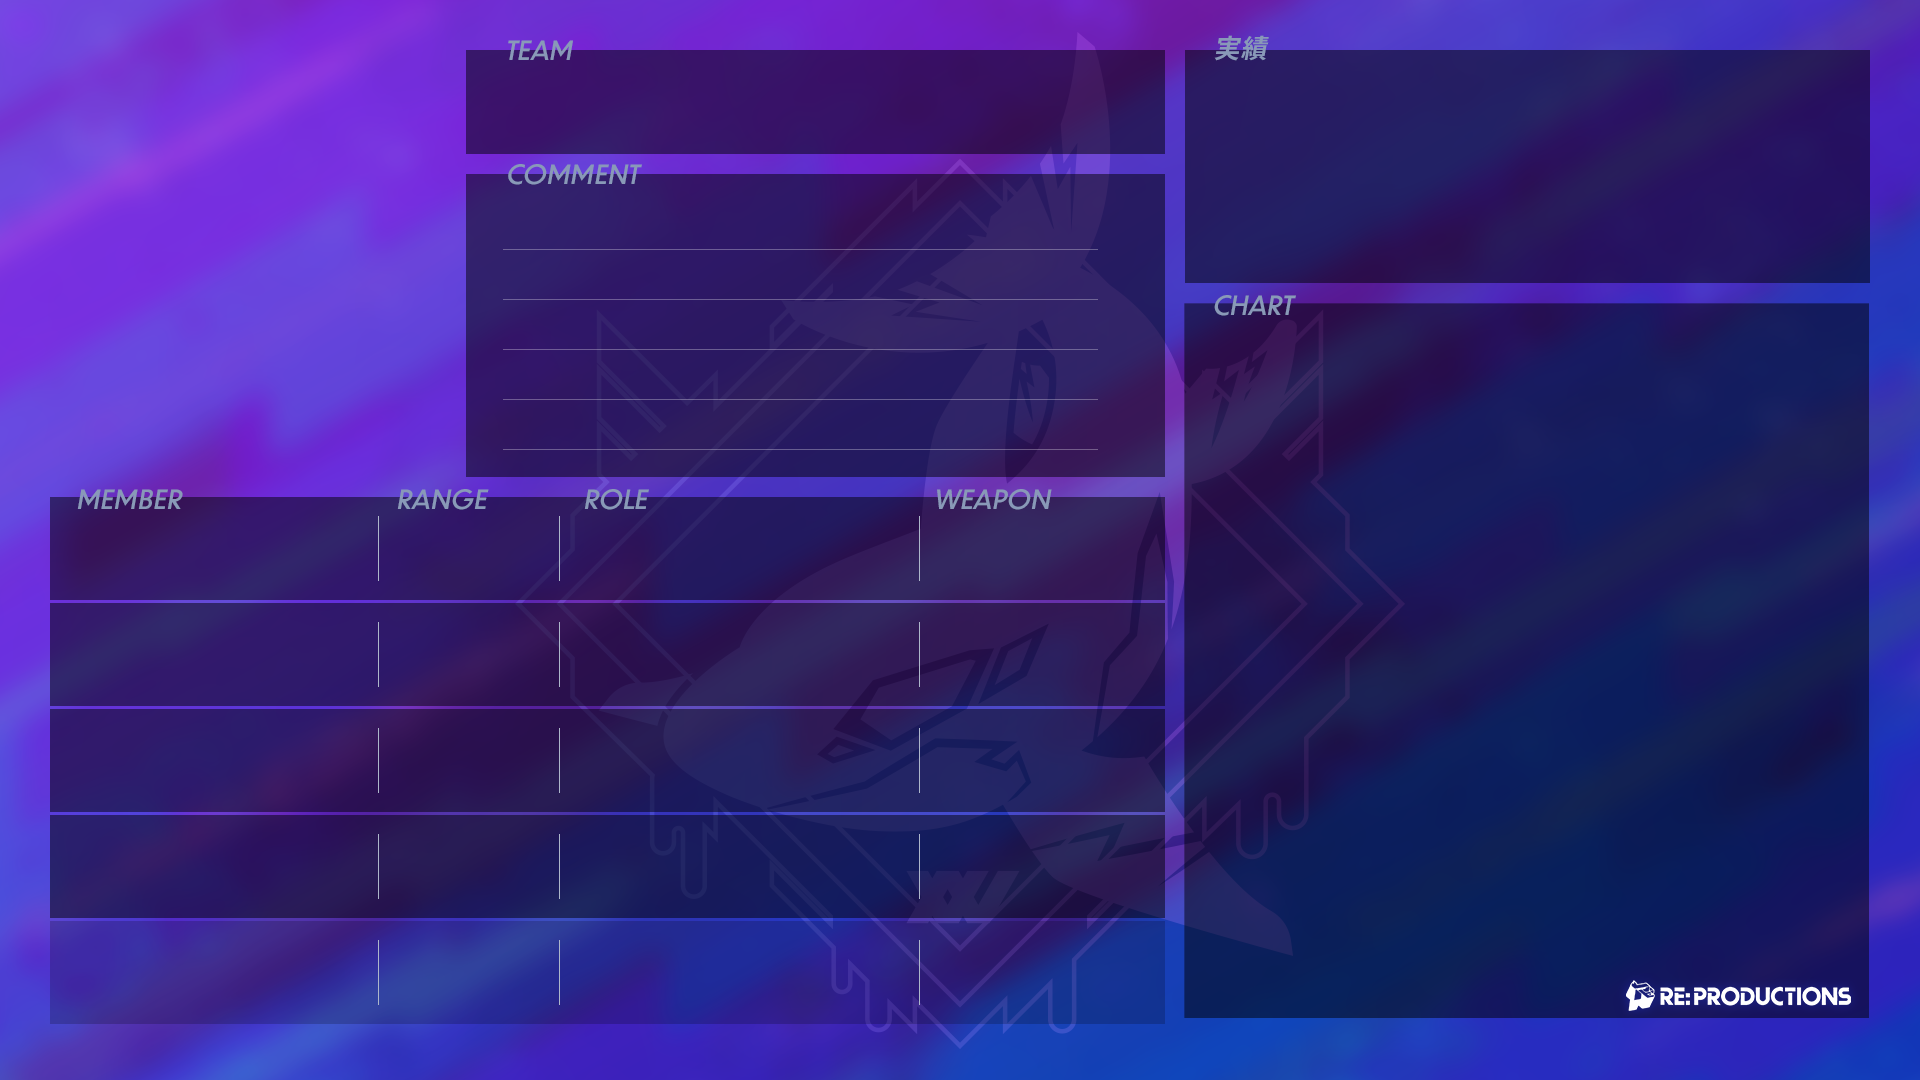 TEAM
実績
COMMENT
CHART
MEMBER
RANGE
ROLE
WEAPON
RE:PRODUCTIONS